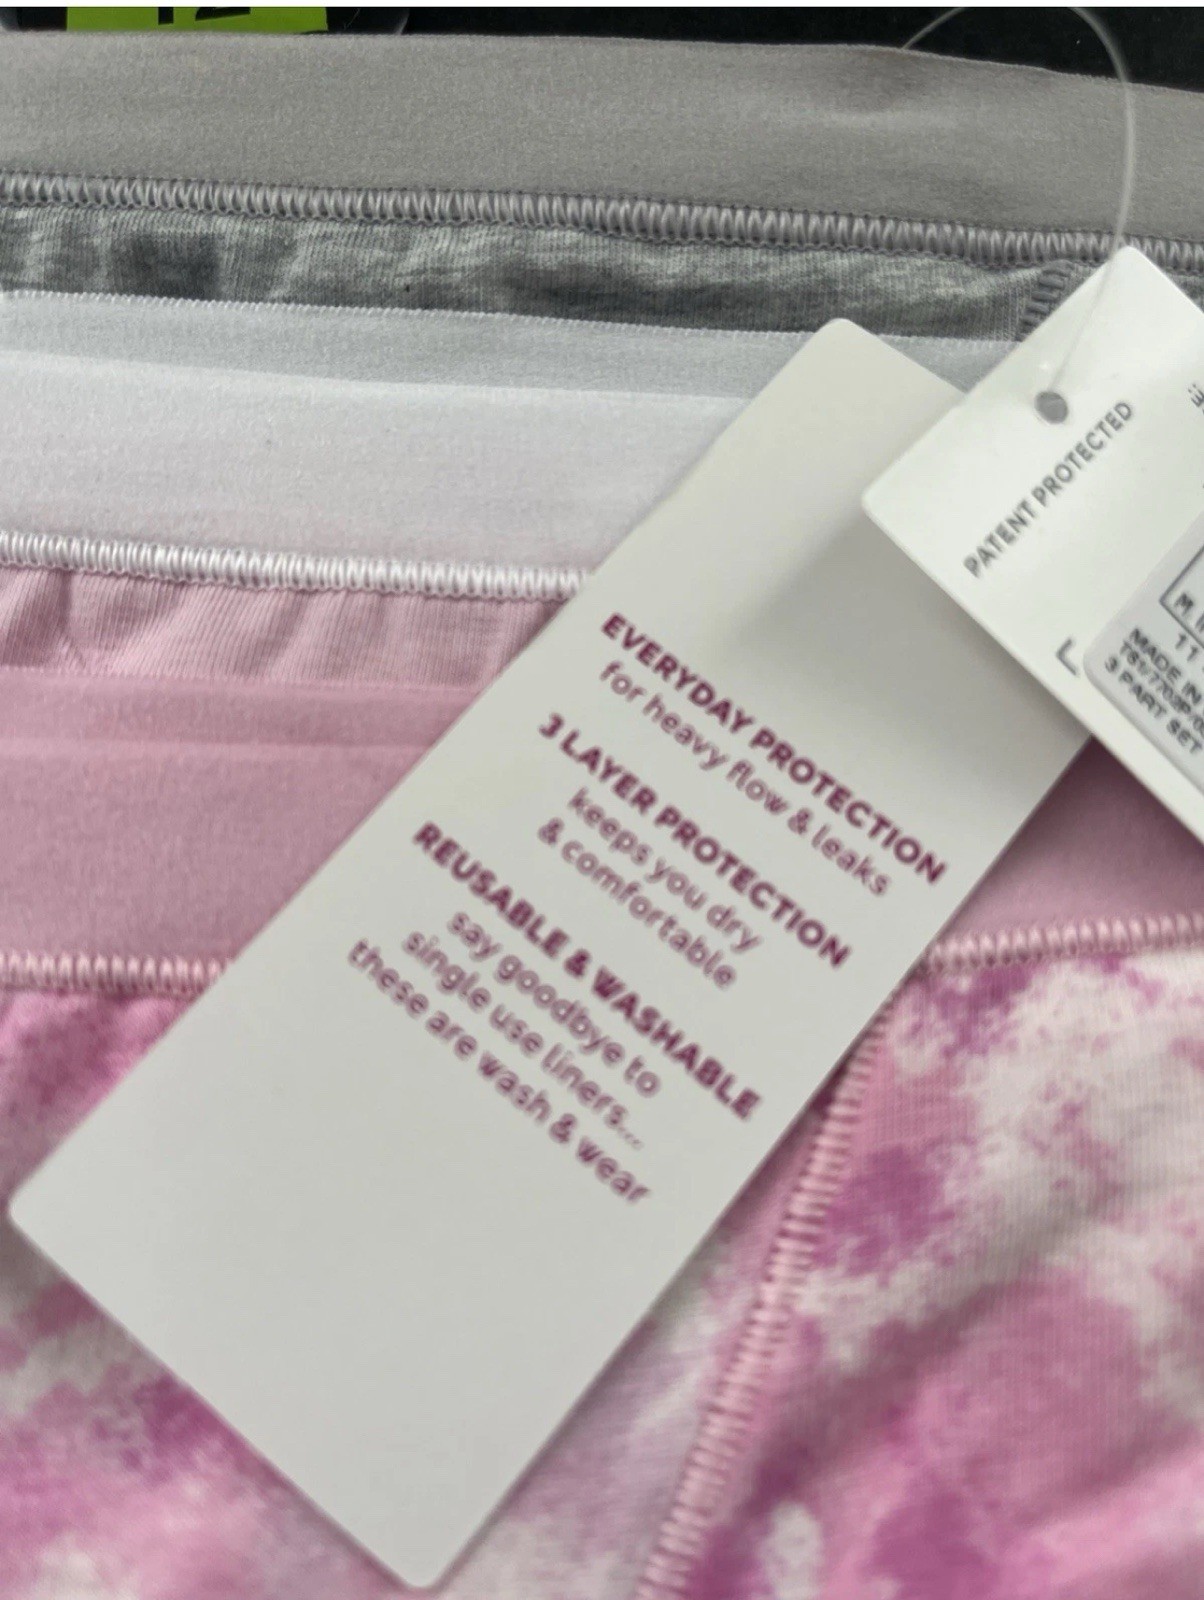 EVERYDAY PROTECTION
for heavy flow & leaks
3 LAYER PROTECTION
keeps you dry
& comfortable
REUSABLE & WASHABLE
say goodbye to
single use liners...
these are wash & wear
PATENT PROTECTED
L
11
MADE IN
3 PART SET